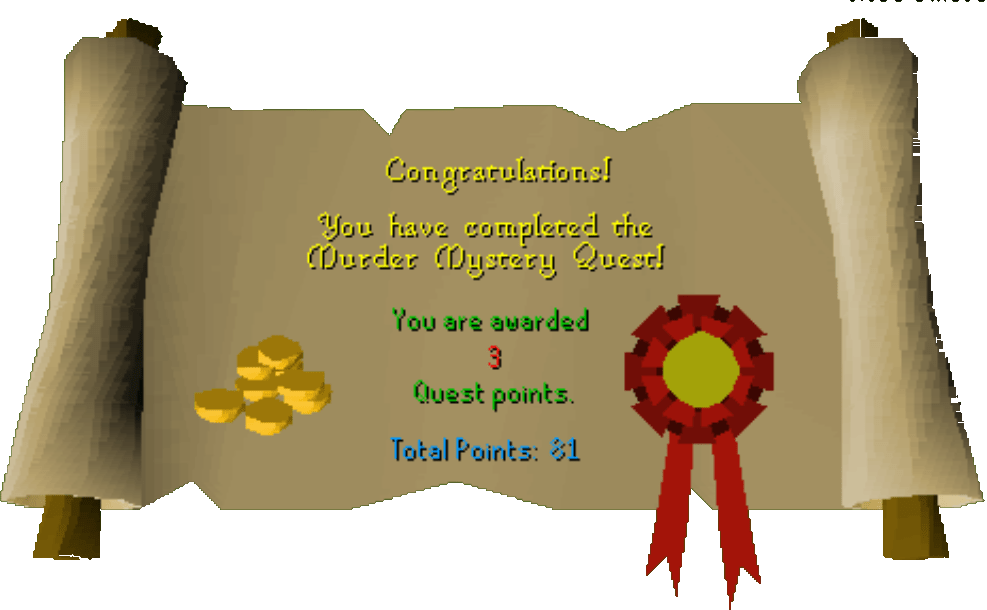 Congratulations!
You have completed the
Murder Mystery Quest!
You are awarded
3
Quest points.
Total Points: 81